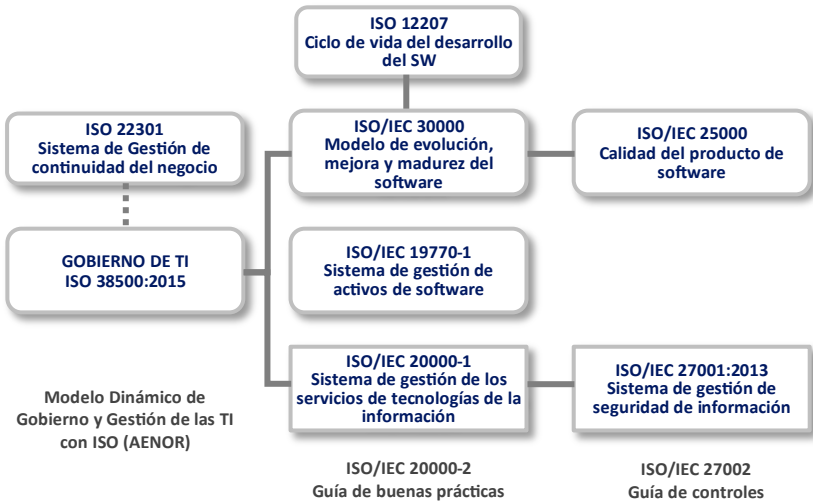 ISO 12207
Ciclo de vida del desarrollo
del SW
ISO 22301
Sistema de Gestión de
continuidad del negocio
ISO/IEC 30000
Modelo de evolución,
mejora y madurez del
software
ISO/IEC 25000
Calidad del producto de
software
GOBIERNO DE TI
ISO 38500:2015
ISO/IEC 19770-1
Sistema de gestión de
activos de software
ISO/IEC 20000-1
Sistema de gestión de los
servicios de tecnologías de la
información
ISO/IEC 27001:2013
Sistema de gestión de
seguridad de información
Modelo Dinámico de
Gobierno y Gestión de las TI
con ISO (AENOR)
ISO/IEC 20000-2
Guía de buenas prácticas
ISO/IEC 27002
Guía de controles